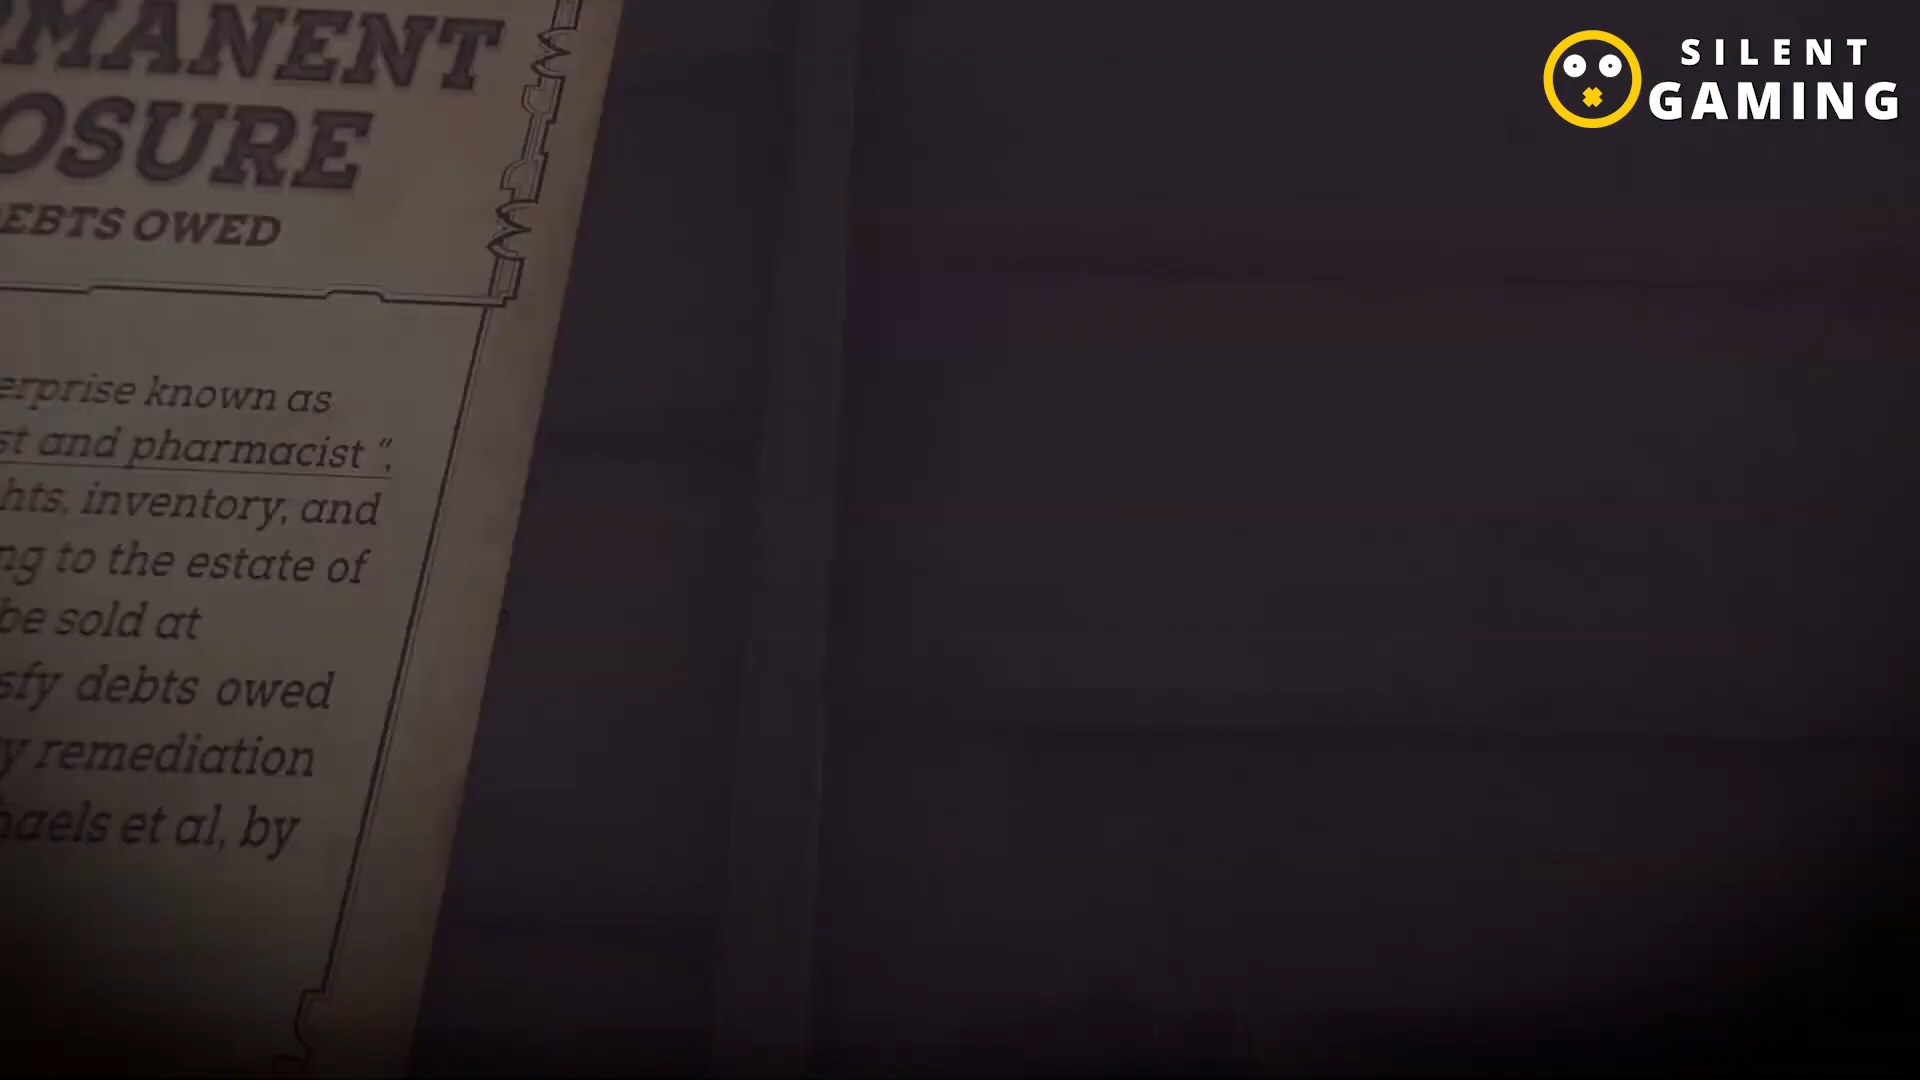 MANENT
OSURE
EBTS OWED
erprise known as
st and pharmacist ",
hts, inventory, and
ng to the estate of
be sold at
sfy debts owed
y remediation
haels et al, by
SILENT
GAMING